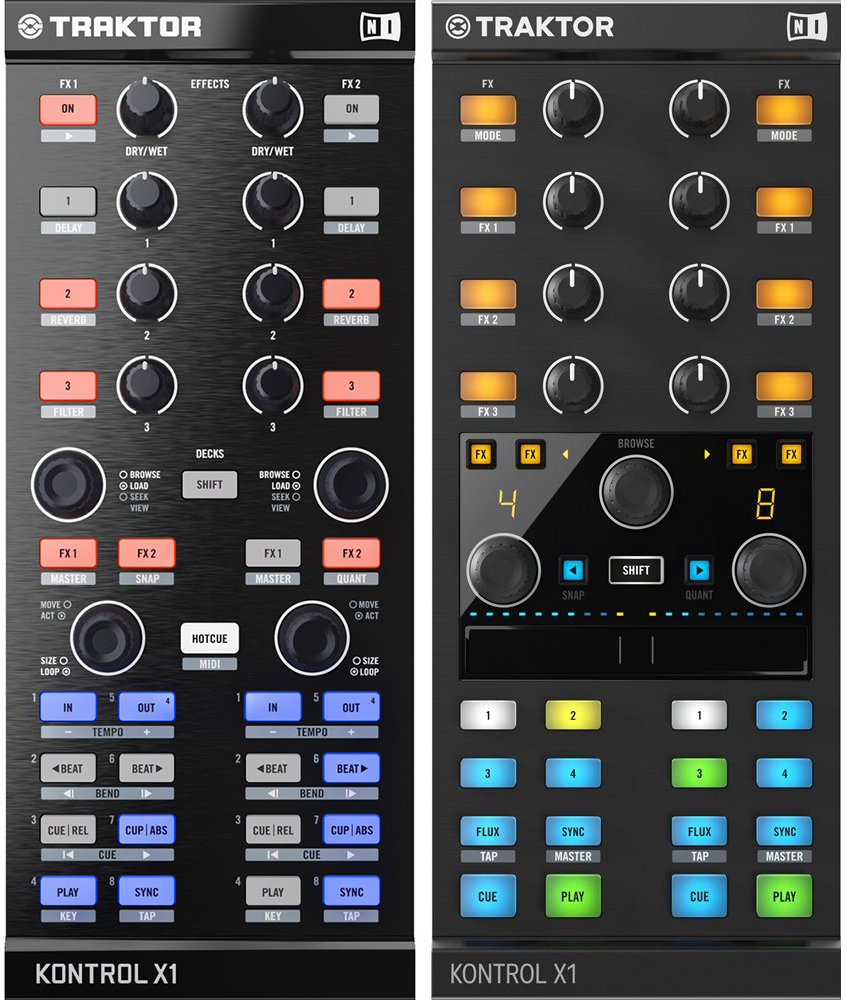 TRAKTOR NI
FX 1 EFFECTS FX 2
ON ON
DRY/WET DRY/WET
1 1
DELAY 1 1 DELAY
2 2
REVERB 2 2 REVERB
3 3
FILTER 3 3 FILTER
DECKS
BROWSE
LOAD
SEEK
VIEW
SHIFT
BROWSE
LOAD
SEEK
VIEW
FX 1 FX 2 FX 1 FX 2
MASTER SNAP MASTER QUANT
MOVE
ACT
MOVE
ACT
HOTCUE
MIDI
SIZE
LOOP
SIZE
LOOP
1 IN 5 OUT 4 1 IN 5 OUT 4
− TEMPO + − TEMPO +
2 BEAT 6 BEAT 2 BEAT 6 BEAT
BEND BEND
3 CUE|REL 7 CUP|ABS 3 CUE|REL 7 CUP|ABS
CUE CUE
4 PLAY 8 SYNC 4 PLAY 8 SYNC
KEY TAP KEY TAP
KONTROL X1
TRAKTOR NI
FX FX
MODE MODE
FX 1 FX 1
FX 2 FX 2
FX 3 FX 3
BROWSE
FX FX FX FX
4 8
SHIFT
SNAP QUANT
1 2 1 2
3 4 3 4
FLUX SYNC FLUX SYNC
TAP MASTER TAP MASTER
CUE PLAY CUE PLAY
KONTROL X1